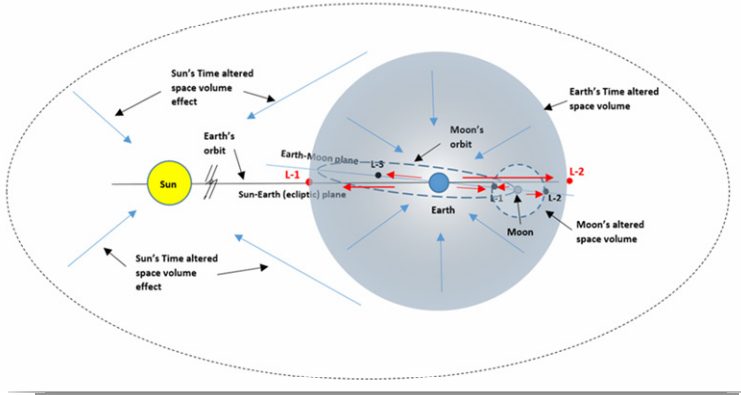 Sun's Time altered
space volume
effect
Earth's Time altered
space volume
Earth's
orbit
Moon's
orbit
Earth-Moon plane
L-3
L-1
L-2
Sun
Sun-Earth (ecliptic) plane
L-1
L-2
Earth
Moon
Moon's altered
space volume
Sun's Time altered
space volume
effect